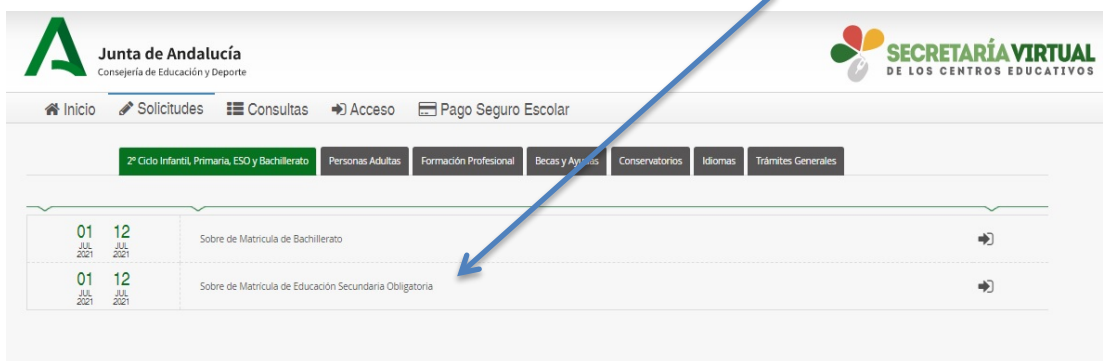 Junta de Andalucía
Consejería de Educación y Deporte
SECRETARÍA VIRTUAL
DE LOS CENTROS EDUCATIVOS
Inicio Solicitudes Consultas Acceso Pago Seguro Escolar
2º Ciclo Infantil, Primaria, ESO y Bachillerato Personas Adultas Formación Profesional Becas y Ayudas Conservatorios Idiomas Trámites Generales
01 12
JUL JUL
2021 2021
Sobre de Matricula de Bachillerato
01 12
JUL JUL
2021 2021
Sobre de Matrícula de Educación Secundaria Obligatoria